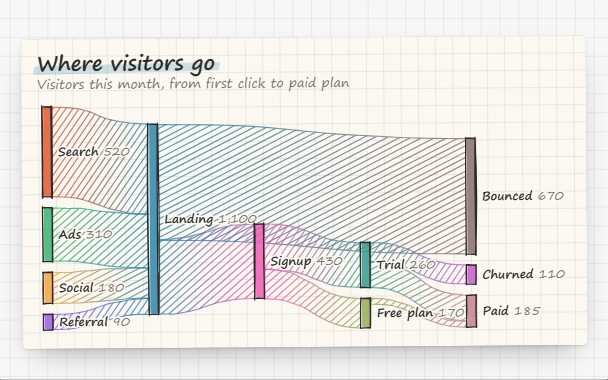 Where visitors go
Visitors this month, from first click to paid plan
Search 520
Landing 1,100
Bounced 670
Ads 310
Signup 430
Trial 260
Churned 110
Social 180
Free plan 170
Paid 185
Referral 90